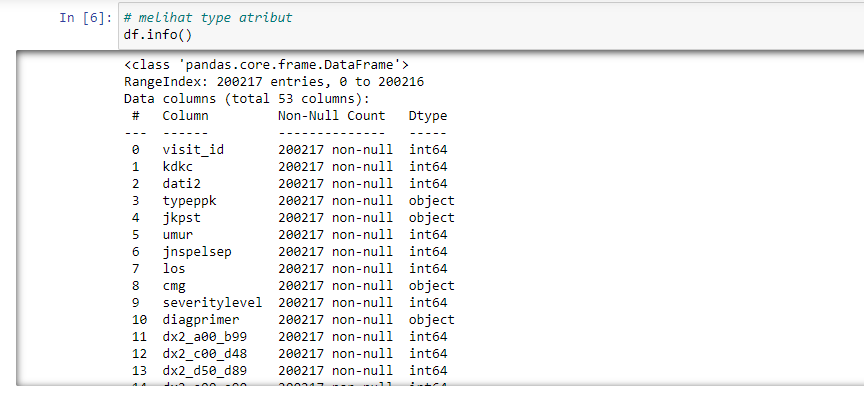 In [6]: # melihat type atribut
df.info()
<class 'pandas.core.frame.DataFrame'>
RangeIndex: 200217 entries, 0 to 200216
Data columns (total 53 columns):
 #   Column         Non-Null Count   Dtype
---  ------         --------------   -----
 0   visit_id       200217 non-null  int64
 1   kdkc           200217 non-null  int64
 2   dati2          200217 non-null  int64
 3   typeppk        200217 non-null  object
 4   jkpst          200217 non-null  object
 5   umur           200217 non-null  int64
 6   jnspelsep      200217 non-null  int64
 7   los            200217 non-null  int64
 8   cmg            200217 non-null  object
 9   severitylevel  200217 non-null  int64
 10  diagprimer     200217 non-null  object
 11  dx2_a00_b99    200217 non-null  int64
 12  dx2_c00_d48    200217 non-null  int64
 13  dx2_d50_d89    200217 non-null  int64